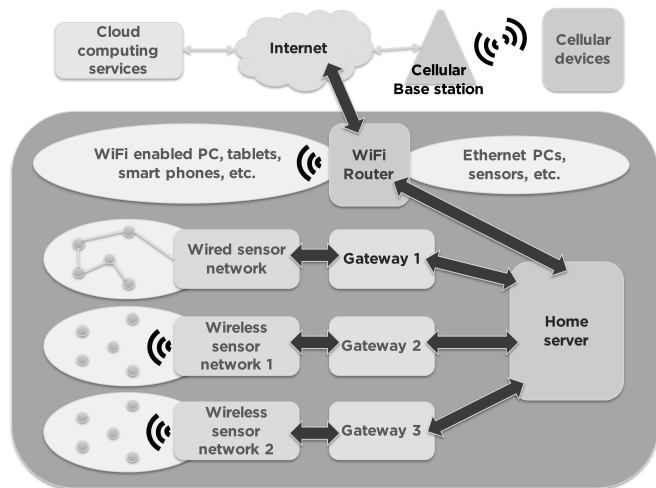 Cloud
computing
services
Internet
Cellular
Base station
Cellular
devices
WiFi enabled PC, tablets,
smart phones, etc.
WiFi
Router
Ethernet PCs,
sensors, etc.
Wired sensor
network
Gateway 1
Home
server
Wireless
sensor
network 1
Gateway 2
Wireless
sensor
network 2
Gateway 3